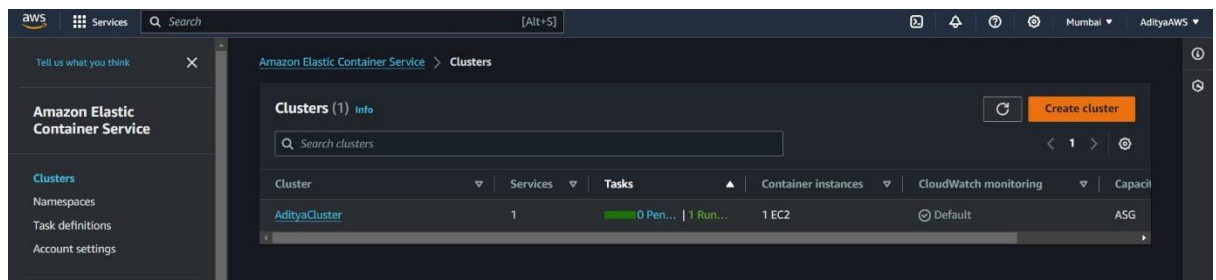 aws Services Search [Alt+S] Mumbai AdityaAWS
Tell us what you think
Amazon Elastic Container Service > Clusters
Amazon Elastic
Container Service
Clusters
Namespaces
Task definitions
Account settings
Clusters (1) Info
Create cluster
Search clusters
1
Cluster Services Tasks Container instances CloudWatch monitoring Capacit
AdityaCluster 1 0 Pen... | 1 Run... 1 EC2 Default ASG